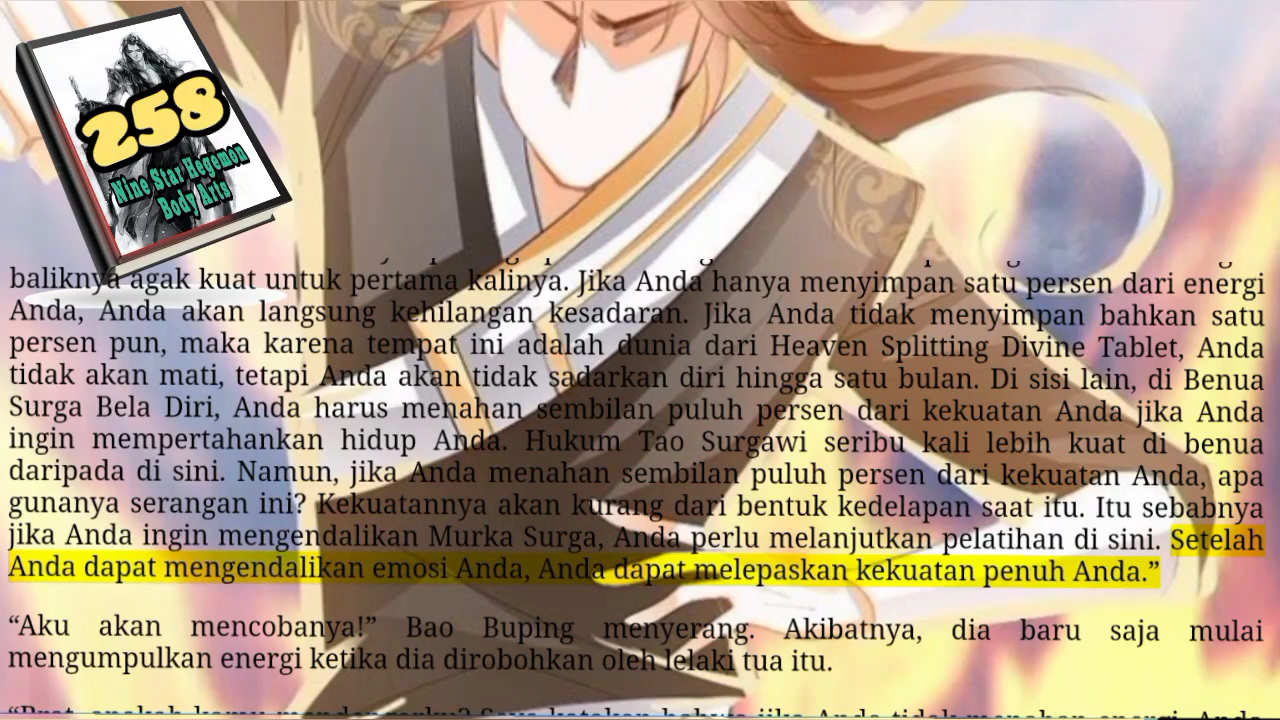 258
Nine Star Hegemon
Body Arts
baliknya agak kuat untuk pertama kalinya. Jika Anda hanya menyimpan satu persen dari energi
Anda, Anda akan langsung kehilangan kesadaran. Jika Anda tidak menyimpan bahkan satu
persen pun, maka karena tempat ini adalah dunia dari Heaven Splitting Divine Tablet, Anda
tidak akan mati, tetapi Anda akan tidak sadarkan diri hingga satu bulan. Di sisi lain, di Benua
Surga Bela Diri, Anda harus menahan sembilan puluh persen dari kekuatan Anda jika Anda
ingin mempertahankan hidup Anda. Hukum Tao Surgawi seribu kali lebih kuat di benua
daripada di sini. Namun, jika Anda menahan sembilan puluh persen dari kekuatan Anda, apa
gunanya serangan ini? Kekuatannya akan kurang dari bentuk kedelapan saat itu. Itu sebabnya
jika Anda ingin mengendalikan Murka Surga, Anda perlu melanjutkan pelatihan di sini. Setelah
Anda dapat mengendalikan emosi Anda, Anda dapat melepaskan kekuatan penuh Anda.”
“Aku akan mencobanya!” Bao Buping menyerang. Akibatnya, dia baru saja mulai
mengumpulkan energi ketika dia dirobohkan oleh lelaki tua itu.